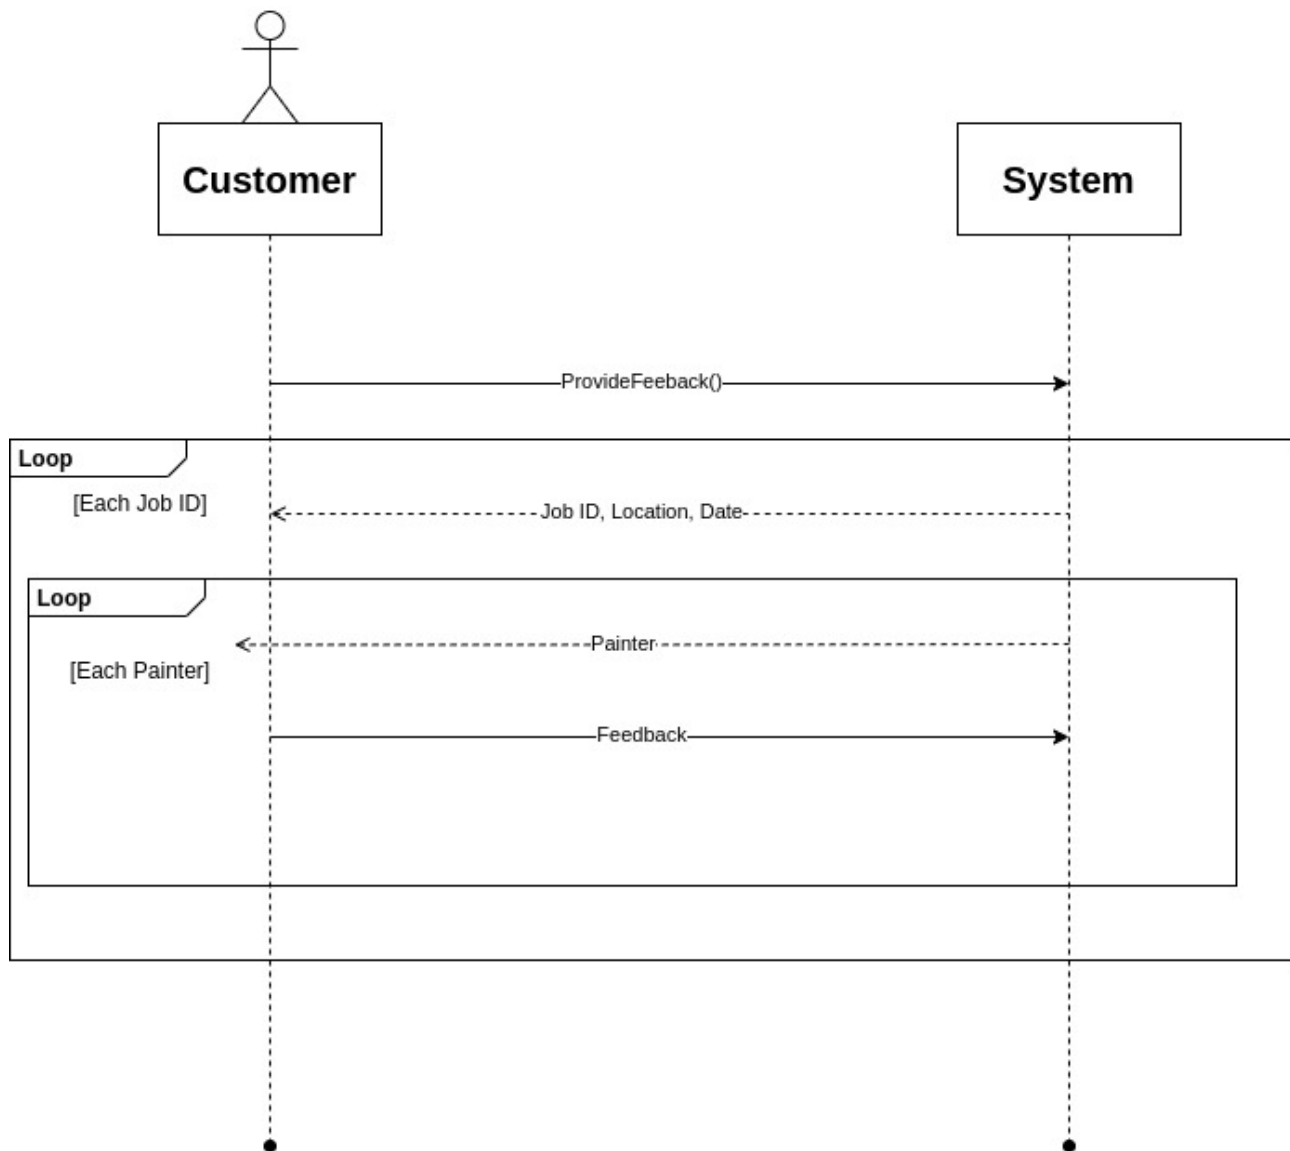 Customer
System
ProvideFeeback()
Loop
[Each Job ID]
Job ID, Location, Date
Loop
Painter
[Each Painter]
Feedback